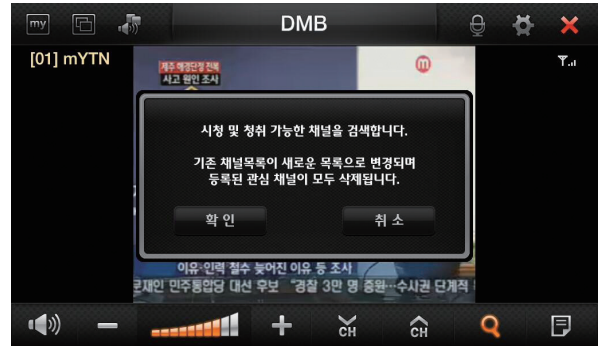 my
DMB
[01] mYTN
제주 해경단정 전복
사고 원인 조사
m
시청 및 청취 가능한 채널을 검색합니다.
기존 채널목록이 새로운 목록으로 변경되며
등록된 관심 채널이 모두 삭제됩니다.
확 인
취 소
이유·인력 철수 늦어진 이유 등 조사
문재인 민주통합당 대선 후보 "경찰 3만 명 증원…수사권 단계적
CH
CH